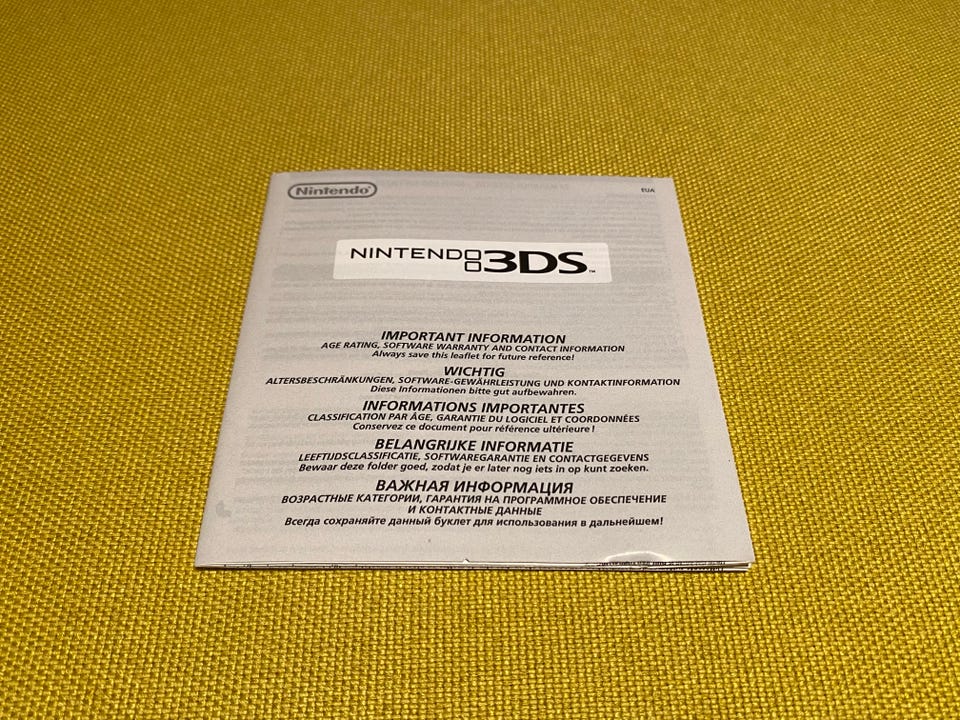 Nintendo
EUA
NINTENDO 3DS™
IMPORTANT INFORMATION
AGE RATING, SOFTWARE WARRANTY AND CONTACT INFORMATION
Always save this leaflet for future reference!
WICHTIG
ALTERSBESCHRÄNKUNGEN, SOFTWARE-GEWÄHRLEISTUNG UND KONTAKTINFORMATION
Diese Informationen bitte gut aufbewahren.
INFORMATIONS IMPORTANTES
CLASSIFICATION PAR ÂGE, GARANTIE DU LOGICIEL ET COORDONNÉES
Conservez ce document pour référence ultérieure !
BELANGRIJKE INFORMATIE
LEEFTIJDSCLASSIFICATIE, SOFTWAREGARANTIE EN CONTACTGEGEVENS
Bewaar deze folder goed, zodat je er later nog iets in op kunt zoeken.
ВАЖНАЯ ИНФОРМАЦИЯ
ВОЗРАСТНЫЕ КАТЕГОРИИ, ГАРАНТИЯ НА ПРОГРАММНОЕ ОБЕСПЕЧЕНИЕ
И КОНТАКТНЫЕ ДАННЫЕ
Всегда сохраняйте данный буклет для использования в дальнейшем!